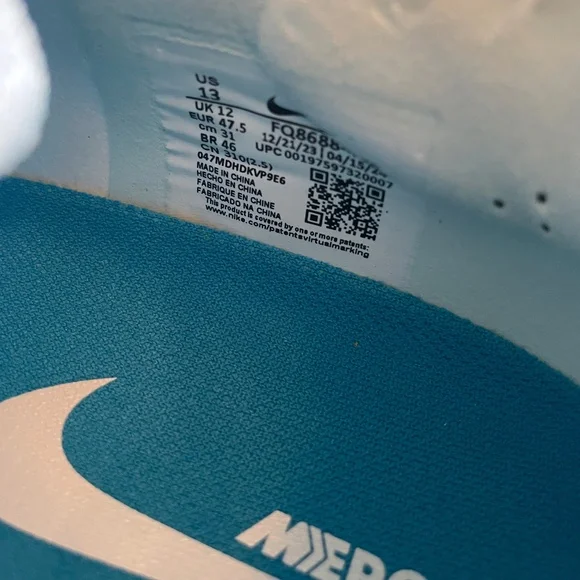 US
13
UK 12
EUR 47.5
cm 31
BR 46
CN 310(2.5)
FQ8688
12/21/23 04/15/24
UPC 00197597320007
047MDHDKVP9E6
MADE IN CHINA
HECHO EN CHINA
FABRIQUE EN CHINE
FABRICADO NA CHINA
This product is covered by one or more patents:
www.nike.com/patentsvirtualmarking